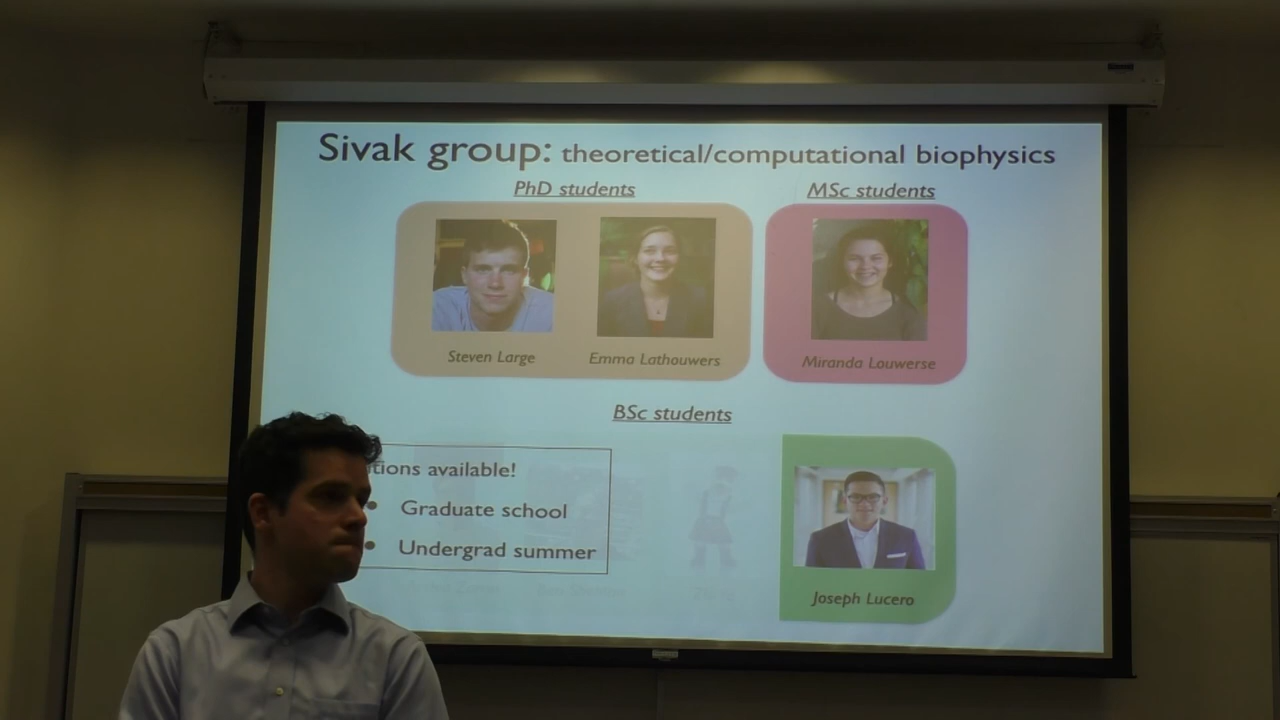 Sivak group: theoretical/computational biophysics
PhD students
MSc students
Steven Large
Emma Lathouwers
Miranda Louwerse
BSc students
tions available!
• Graduate school
• Undergrad summer
Joseph Lucero